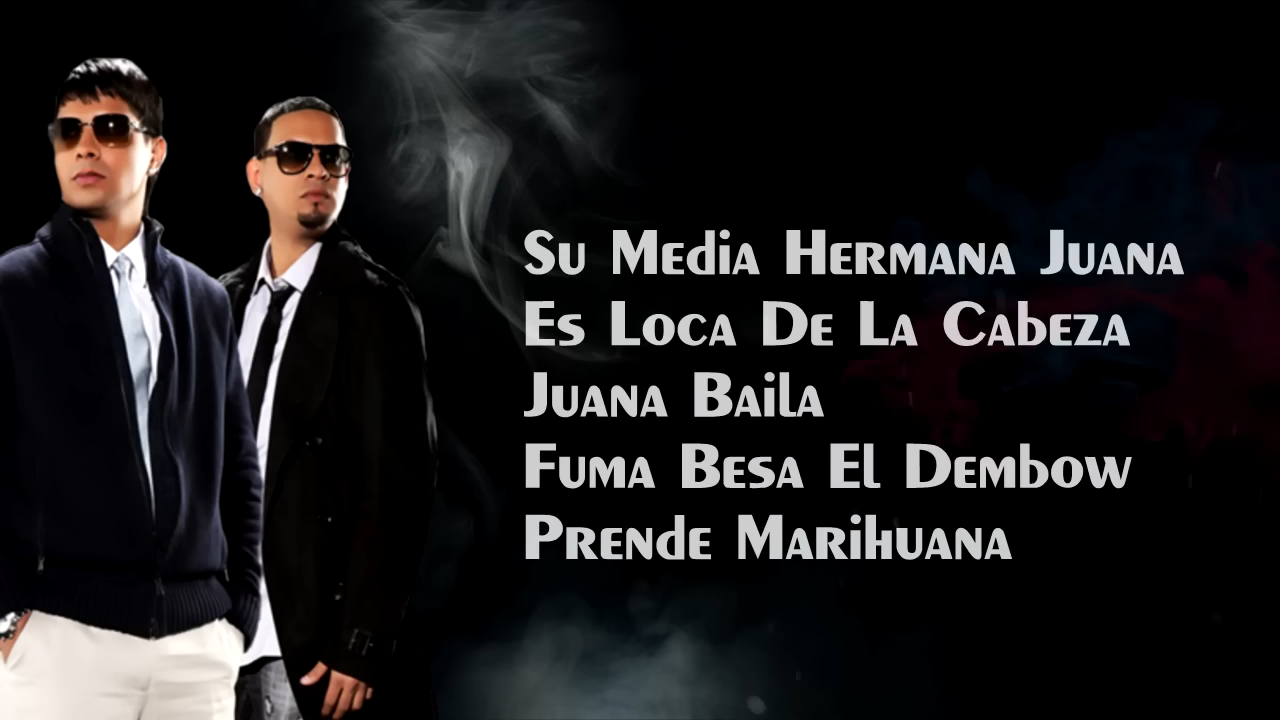 Su Media Hermana Juana
Es Loca De La Cabeza
Juana Baila
Fuma Besa El Dembow
Prende Marihuana